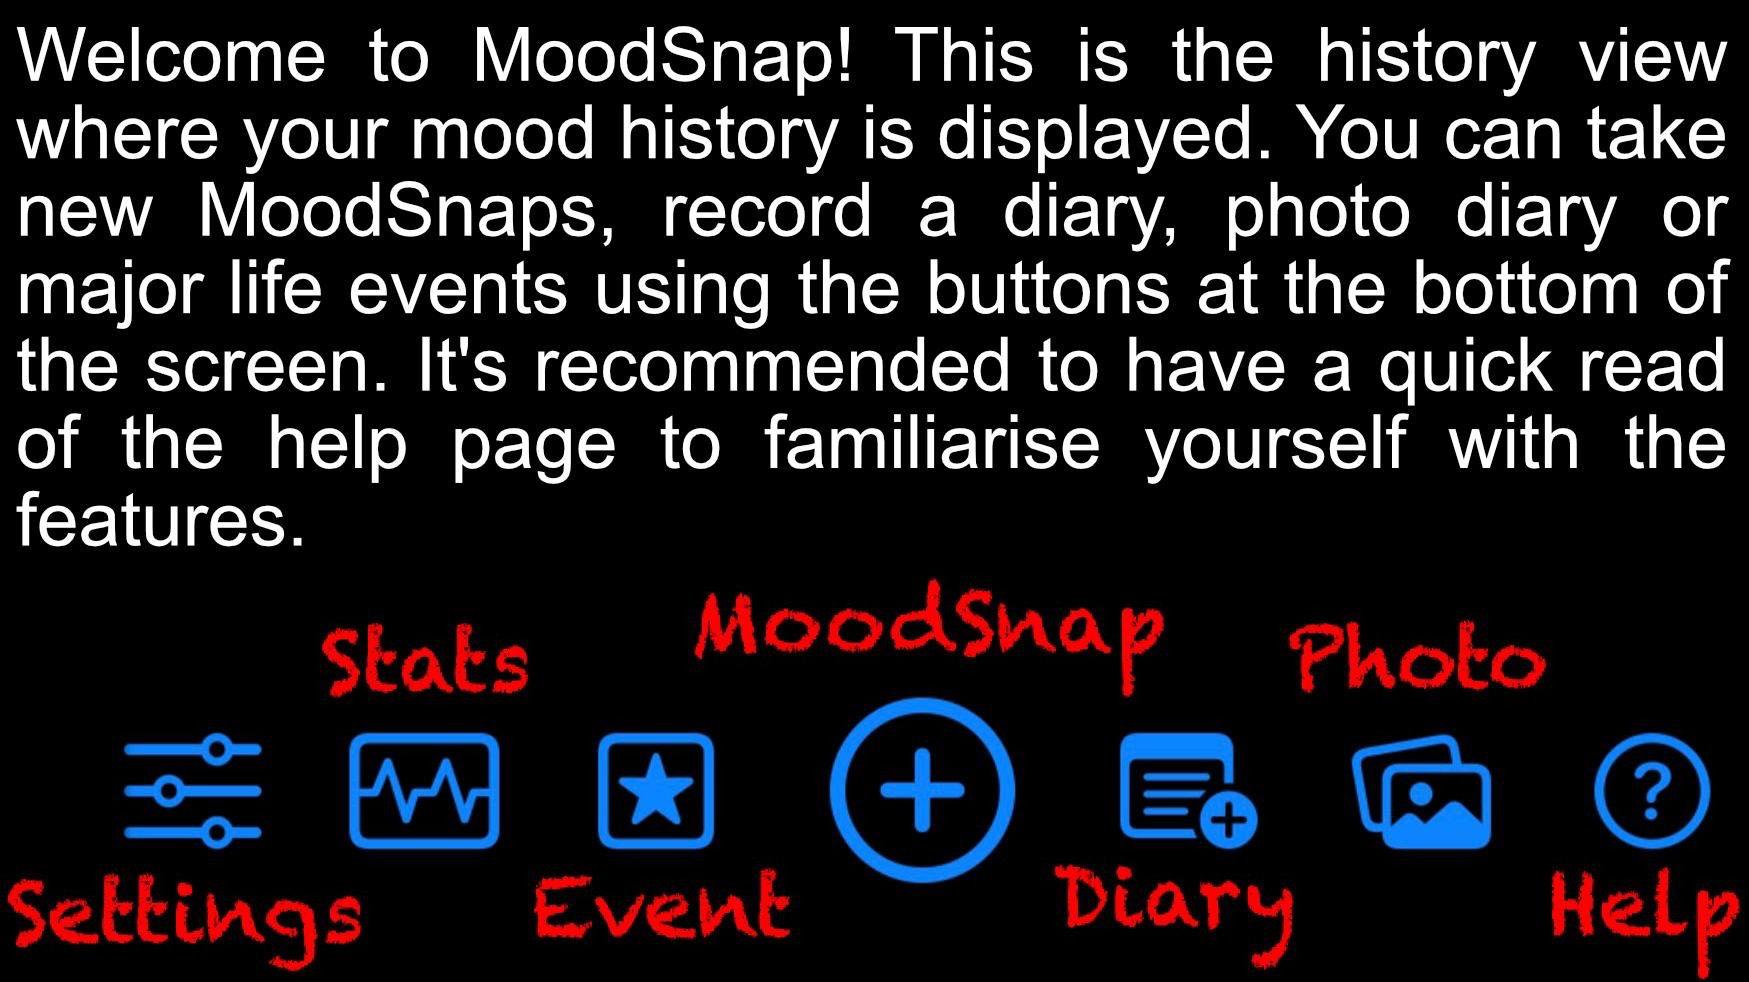 Welcome to MoodSnap! This is the history view
where your mood history is displayed. You can take
new MoodSnaps, record a diary, photo diary or
major life events using the buttons at the bottom of
the screen. It's recommended to have a quick read
of the help page to familiarise yourself with the
features.
MoodSnap
Stats
Photo
Settings
Event
Diary
Help